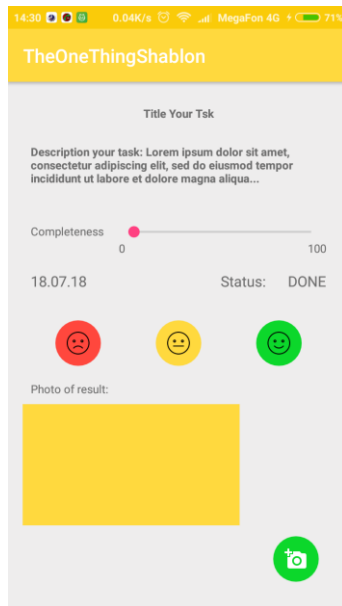 14:30 0.04K/s MegaFon 4G 71%
TheOneThingShablon
Title Your Tsk
Description your task: Lorem ipsum dolor sit amet,
consectetur adipiscing elit, sed do eiusmod tempor
incididunt ut labore et dolore magna aliqua...
Completeness
0 100
18.07.18 Status: DONE
Photo of result: